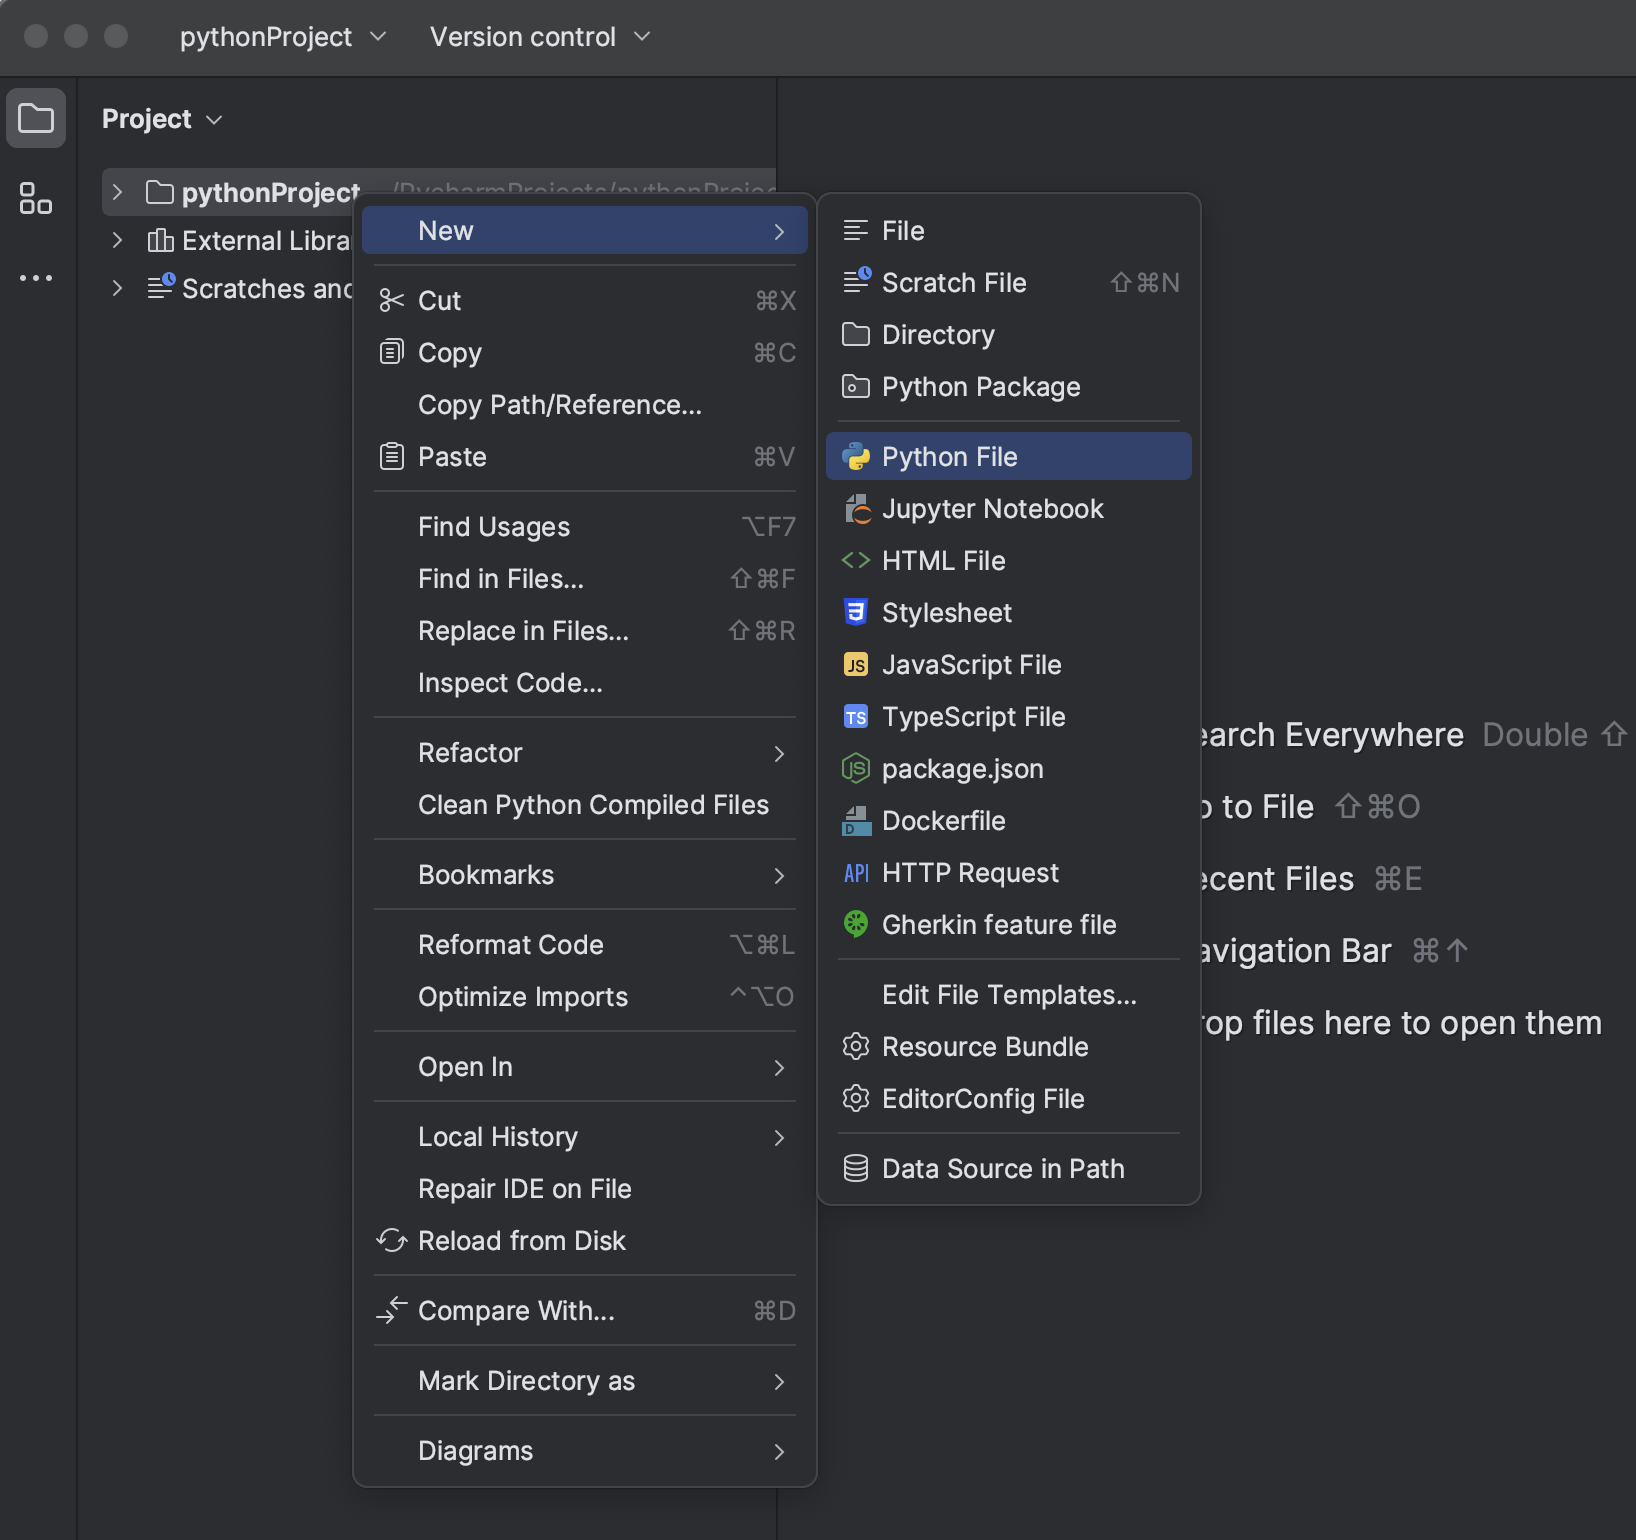 pythonProject Version control
Project
pythonProject ~/PycharmProjects/pythonProjec
External Librar
Scratches and
New
Cut ⌘X
Copy ⌘C
Copy Path/Reference...
Paste ⌘V
Find Usages ⌥F7
Find in Files... ⇧⌘F
Replace in Files... ⇧⌘R
Inspect Code...
Refactor
Clean Python Compiled Files
Bookmarks
Reformat Code ⌥⌘L
Optimize Imports ^⌥O
Open In
Local History
Repair IDE on File
Reload from Disk
Compare With... ⌘D
Mark Directory as
Diagrams
File
Scratch File ⇧⌘N
Directory
Python Package
Python File
Jupyter Notebook
HTML File
Stylesheet
JS JavaScript File
TS TypeScript File
JS package.json
D Dockerfile
API HTTP Request
Gherkin feature file
Edit File Templates...
Resource Bundle
EditorConfig File
Data Source in Path
earch Everywhere Double ⇧
o to File ⇧⌘O
ecent Files ⌘E
avigation Bar ⌘↑
rop files here to open them